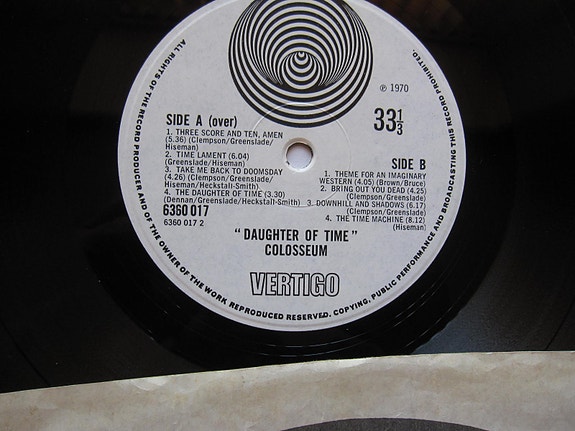 ALL RIGHTS OF THE RECORD PRODUCER AND OF THE OWNER OF THE WORK REPRODUCED RESERVED. COPYING, PUBLIC PERFORMANCE AND BROADCASTING THIS RECORD PROHIBITED.
℗ 1970
33⅓
SIDE A (over)
1. THREE SCORE AND TEN, AMEN
(5.36) (Clempson/Greenslade/
Hiseman)
2. TIME LAMENT (6.04)
(Greenslade/Hiseman)
3. TAKE ME BACK TO DOOMSDAY
(4.26) (Clempson/Greenslade/
Hiseman/Heckstall-Smith)
4. THE DAUGHTER OF TIME (3.30)
(Dennan/Greenslade/Heckstall-Smith)
6360 017
6360 017 2
SIDE B
1. THEME FOR AN IMAGINARY
WESTERN (4.05) (Brown/Bruce)
2. BRING OUT YOU DEAD (4.25)
(Clempson/Greenslade)
3. DOWNHILL AND SHADOWS (6.17)
(Clempson/Greenslade)
4. THE TIME MACHINE (8.12)
(Hiseman)
"DAUGHTER OF TIME"
COLOSSEUM
VERTIGO